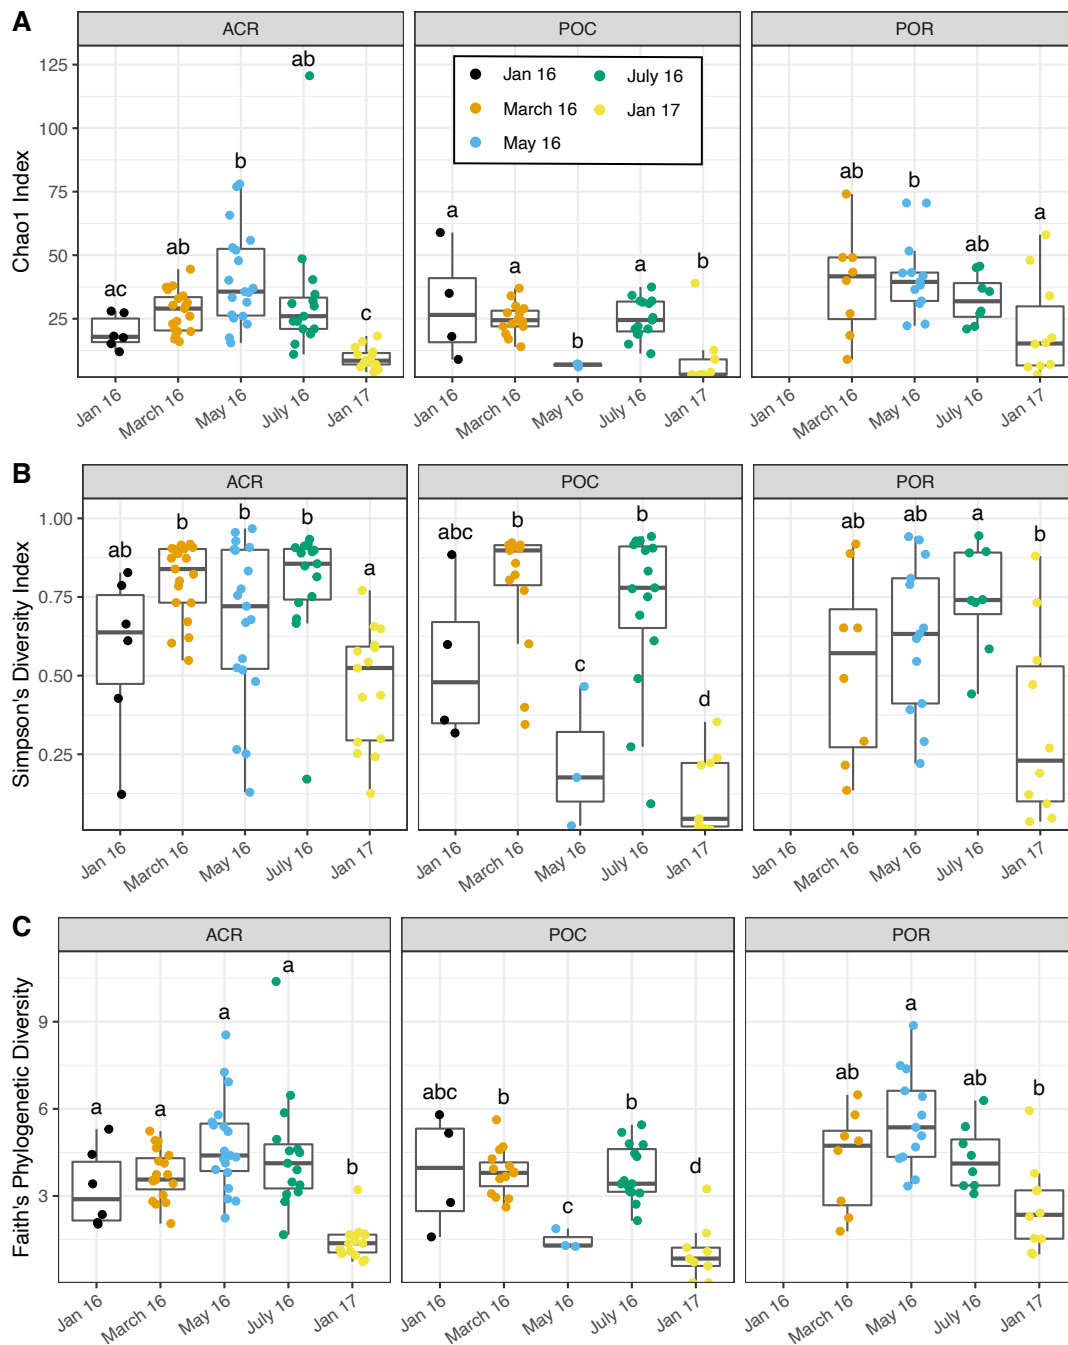 A
ACR POC POR
Chao1 Index
125
100
75
50
25
Jan 16 July 16
March 16 Jan 17
May 16
ac ab b ab c
a a b a b
ab b ab a
Jan 16 March 16 May 16 July 16 Jan 17
Jan 16 March 16 May 16 July 16 Jan 17
Jan 16 March 16 May 16 July 16 Jan 17
B
ACR POC POR
Simpson's Diversity Index
1.00
0.75
0.50
0.25
ab b b b a
abc b c b d
ab ab a b
Jan 16 March 16 May 16 July 16 Jan 17
Jan 16 March 16 May 16 July 16 Jan 17
Jan 16 March 16 May 16 July 16 Jan 17
C
ACR POC POR
Faith's Phylogenetic Diversity
9
6
3
a a a a b
abc b c b d
ab a ab b
Jan 16 March 16 May 16 July 16 Jan 17
Jan 16 March 16 May 16 July 16 Jan 17
Jan 16 March 16 May 16 July 16 Jan 17